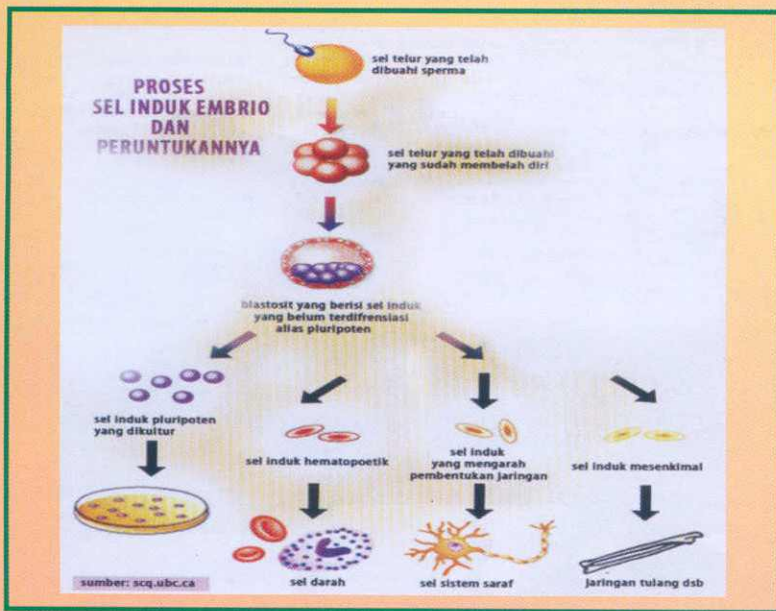 PROSES
SEL INDUK EMBRIO
DAN
PERUNTUKANNYA
sel telur yang telah
dibuahi sperma
sel telur yang telah dibuahi
yang sudah membelah diri
blastosit yang berisi sel induk
yang belum terdifrensiasi
alias pluripoten
sel induk pluripoten
yang dikultur
sel induk hematopoetik
sel induk
yang mengarah
pembentukan jaringan
sel induk mesenkimal
sel darah
sel sistem saraf
jaringan tulang dsb
sumber: scq.ubc.ca